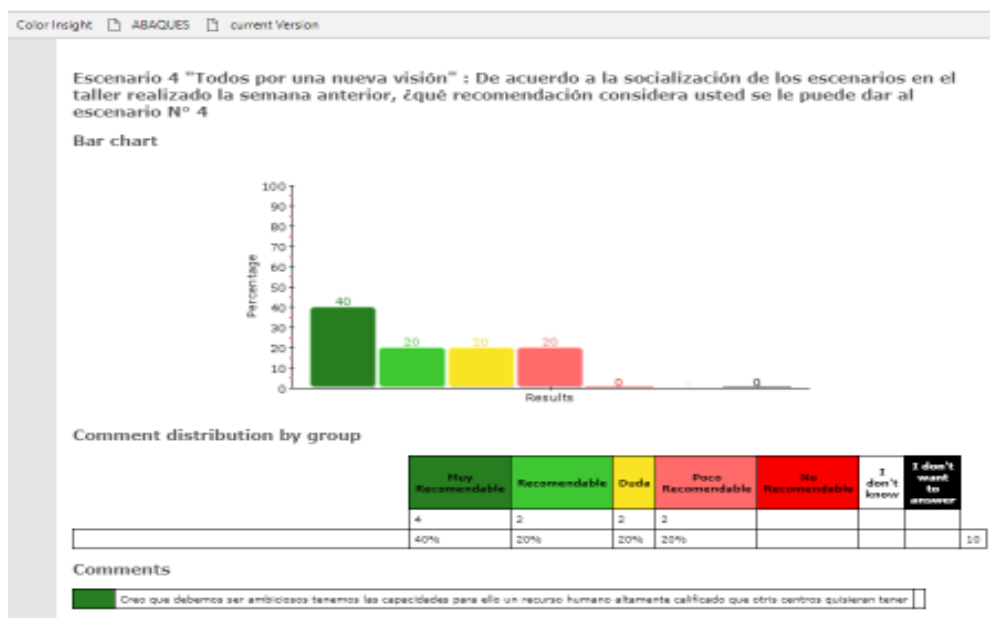 Color Insight ABAQUES current Version
Escenario 4 "Todos por una nueva visión" : De acuerdo a la socialización de los escenarios en el
taller realizado la semana anterior, ¿qué recomendación considera usted se le puede dar al
escenario N° 4
Bar chart
100
90
80
70
60
50
40
30
20
10
0
Percentage
40 20 20 20 0 0 0
Results
Comment distribution by group
Muy Recomendable Recomendable Duda Poco Recomendable No Recomendable I don't know I don't want to answer
4 2 2 2
40% 20% 20% 20% 10
Comments
Creo que debemos ser ambiciosos tenemos las capacidades para ello un recurso humano altamente calificado que otris centros quisieran tener